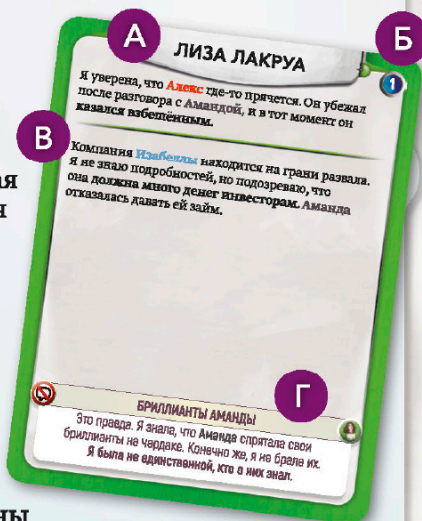 А
Б
ЛИЗА ЛАКРУА
1
Я уверена, что Алекс где-то прячется. Он убежал
после разговора с Амандой, и в тот момент он
казался взбешённым.
В
Компания Изабеллы находится на грани развала.
Я не знаю подробностей, но подозреваю, что
она должна много денег инвесторам. Аманда
отказалась давать ей займ.
Г
БРИЛЛИАНТЫ АМАНДЫ
Это правда. Я знала, что Аманда спрятала свои
бриллианты на чердаке. Конечно же, я не брала их.
Я была не единственной, кто о них знал.